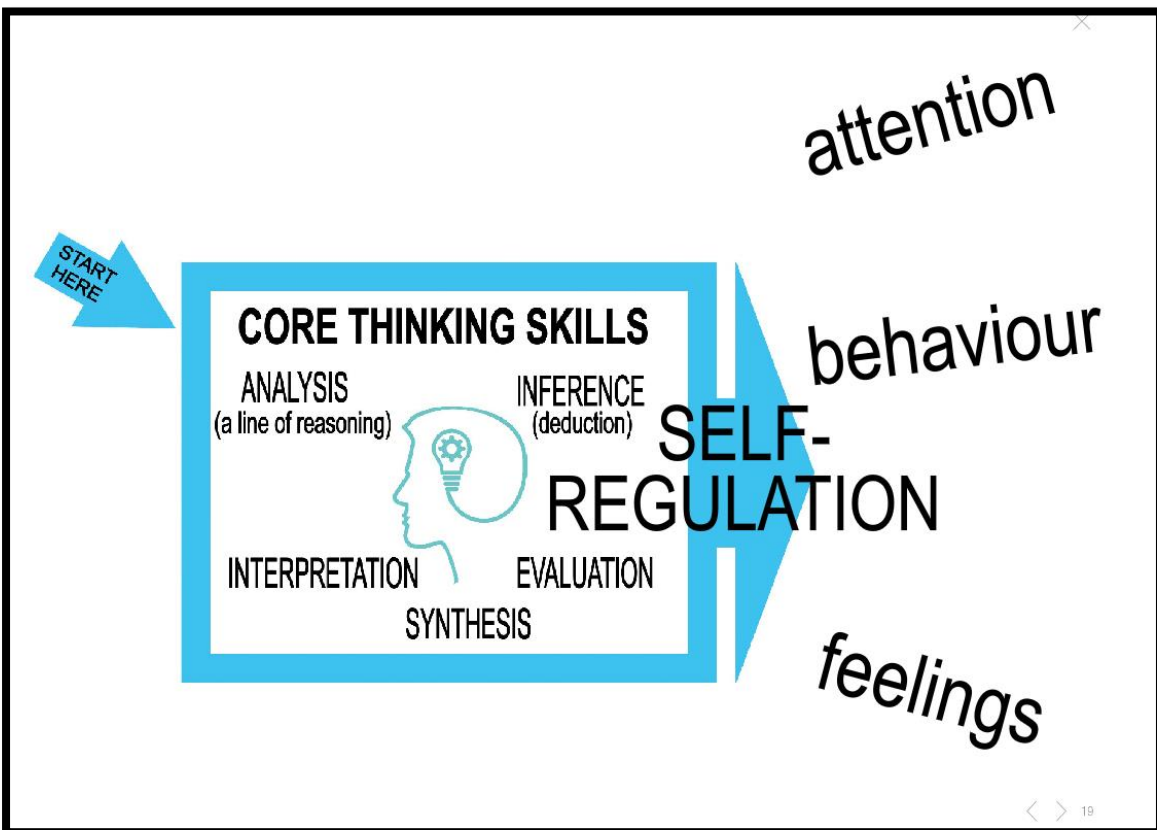 attention
START
HERE
CORE THINKING SKILLS
ANALYSIS
(a line of reasoning)
INFERENCE
(deduction)
behaviour
SELF-
REGULATION
INTERPRETATION
EVALUATION
SYNTHESIS
feelings
19